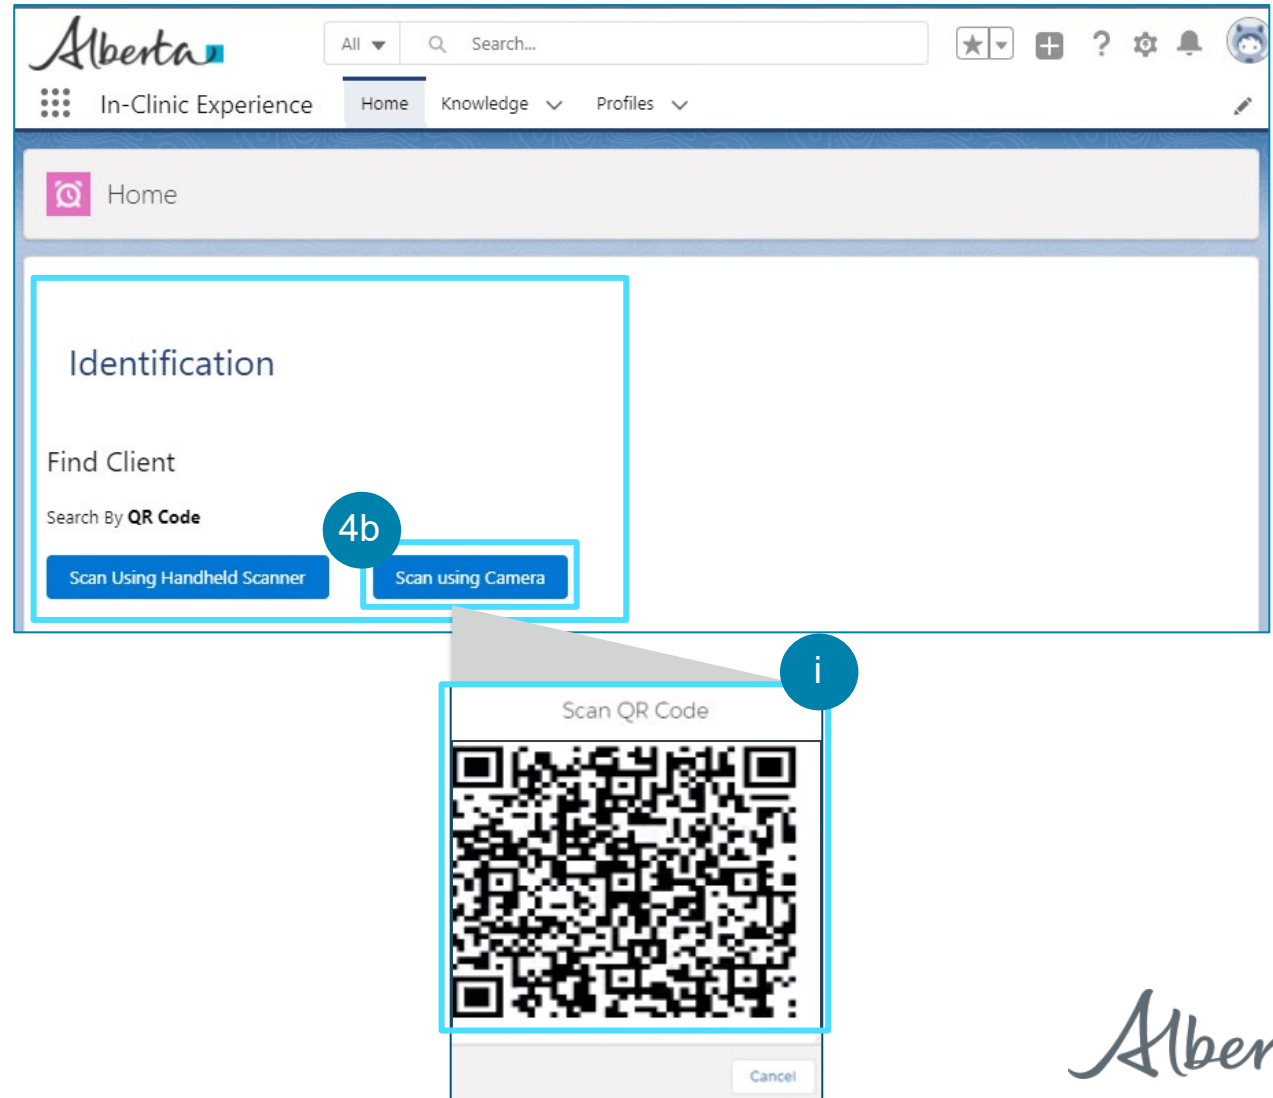 Alberta
All Search...
In-Clinic Experience Home Knowledge Profiles
Home
Identification
Find Client
Search By QR Code
4b
Scan Using Handheld Scanner Scan using Camera
i
Scan QR Code
Alber
Cancel